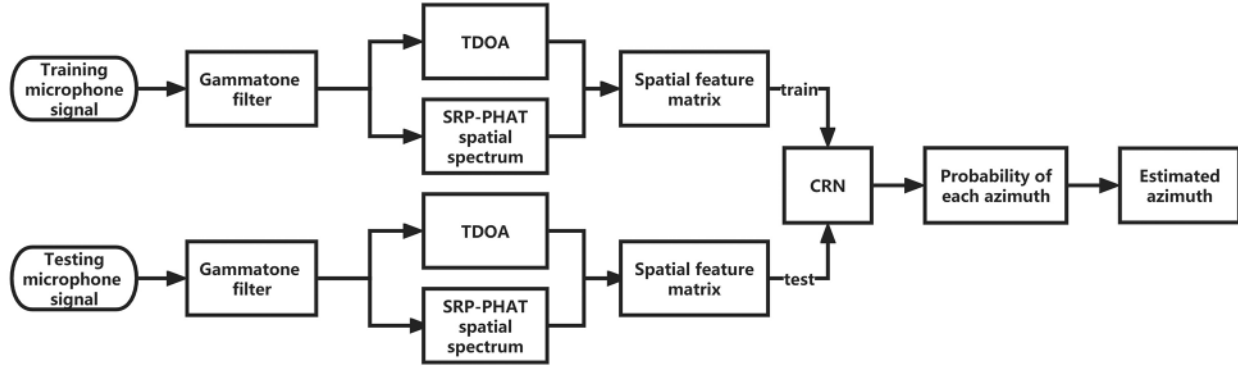 Training
microphone
signal
Gammatone
filter
TDOA
SRP-PHAT
spatial
spectrum
Spatial feature
matrix
train
CRN
Probability of
each azimuth
Estimated
azimuth
Testing
microphone
signal
Gammatone
filter
TDOA
SRP-PHAT
spatial
spectrum
Spatial feature
matrix
test